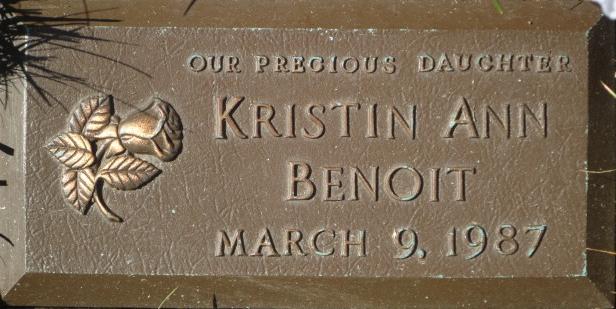 OUR PRECIOUS DAUGHTER
KRISTIN ANN
BENOIT
MARCH 9, 1987